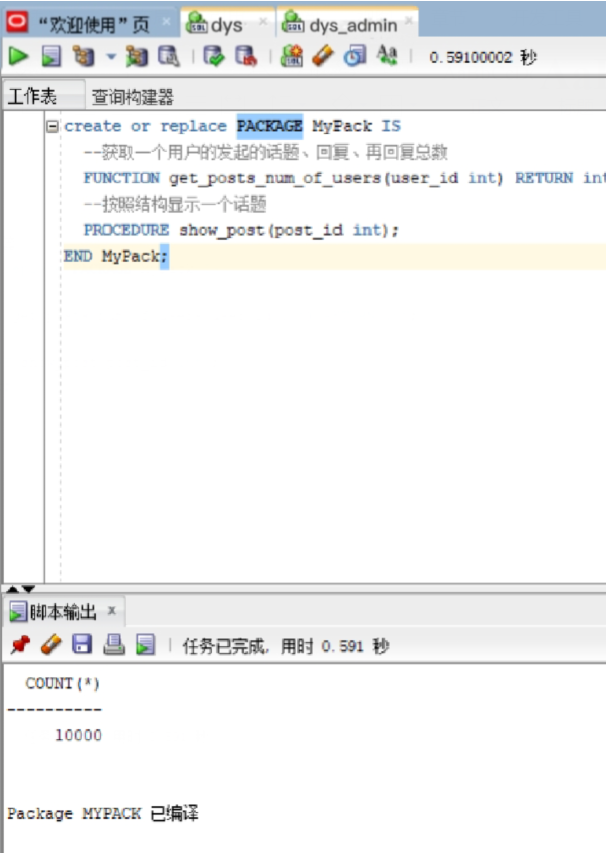 “欢迎使用”页 dys dys_admin
0.59100002 秒
工作表 查询构建器
create or replace PACKAGE MyPack IS
--获取一个用户的发起的话题、回复、再回复总数
FUNCTION get_posts_num_of_users(user_id int) RETURN int
--按照结构显示一个话题
PROCEDURE show_post(post_id int);
END MyPack;
脚本输出
任务已完成, 用时 0.591 秒
COUNT(*)
----------
10000
Package MYPACK 已编译